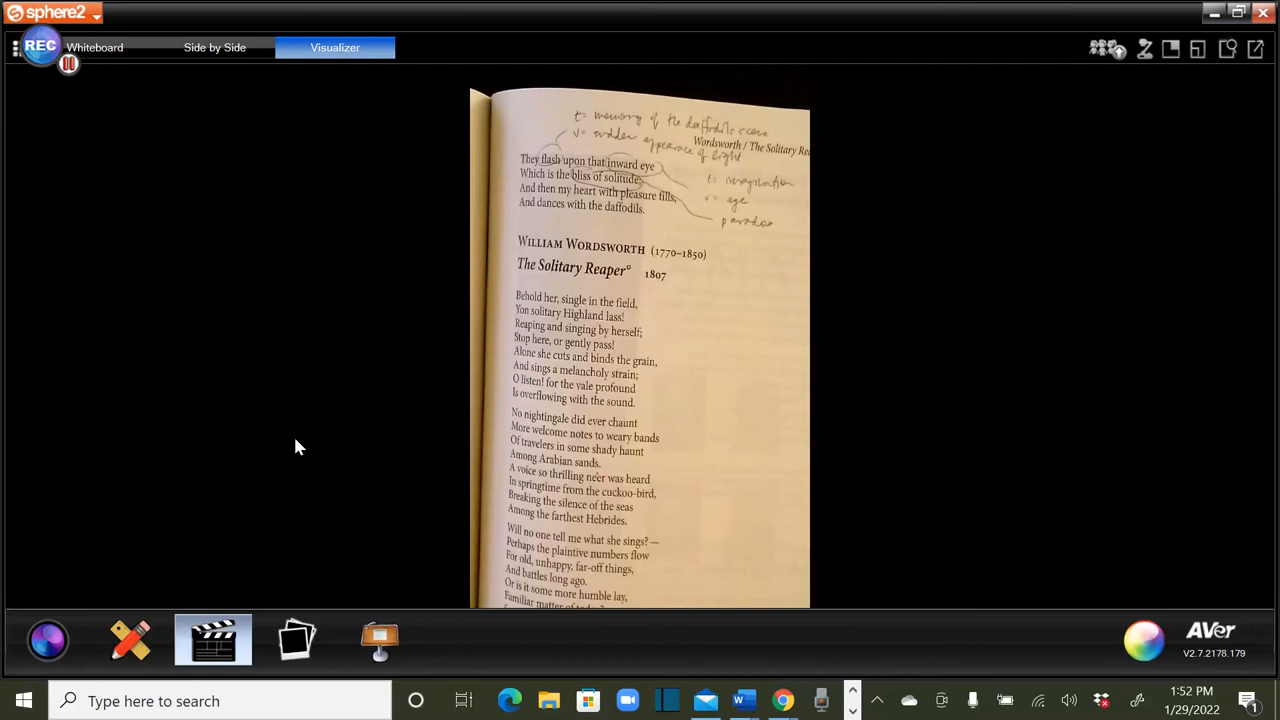 sphere2
REC
Whiteboard
Side by Side
Visualizer
t= memory of the daffodils scene
v= sudden appearance of light
Wordsworth / The Solitary Rea
They flash upon that inward eye
Which is the bliss of solitude;
And then my heart with pleasure fills,
And dances with the daffodils.
t= imagination
v= eye
paradox
William Wordsworth (1770–1850)
The Solitary Reaper° 1807
Behold her, single in the field,
Yon solitary Highland lass!
Reaping and singing by herself;
Stop here, or gently pass!
Alone she cuts and binds the grain,
And sings a melancholy strain;
O listen! for the vale profound
Is overflowing with the sound.
No nightingale did ever chaunt
More welcome notes to weary bands
Of travelers in some shady haunt
Among Arabian sands.
A voice so thrilling ne'er was heard
In springtime from the cuckoo-bird,
Breaking the silence of the seas
Among the farthest Hebrides.
Will no one tell me what she sings?—
Perhaps the plaintive numbers flow
For old, unhappy, far-off things,
And battles long ago.
Or is it some more humble lay,
Familiar matter of today?
AVer
V2.7.2178.179
Type here to search
1:52 PM
1/29/2022
1